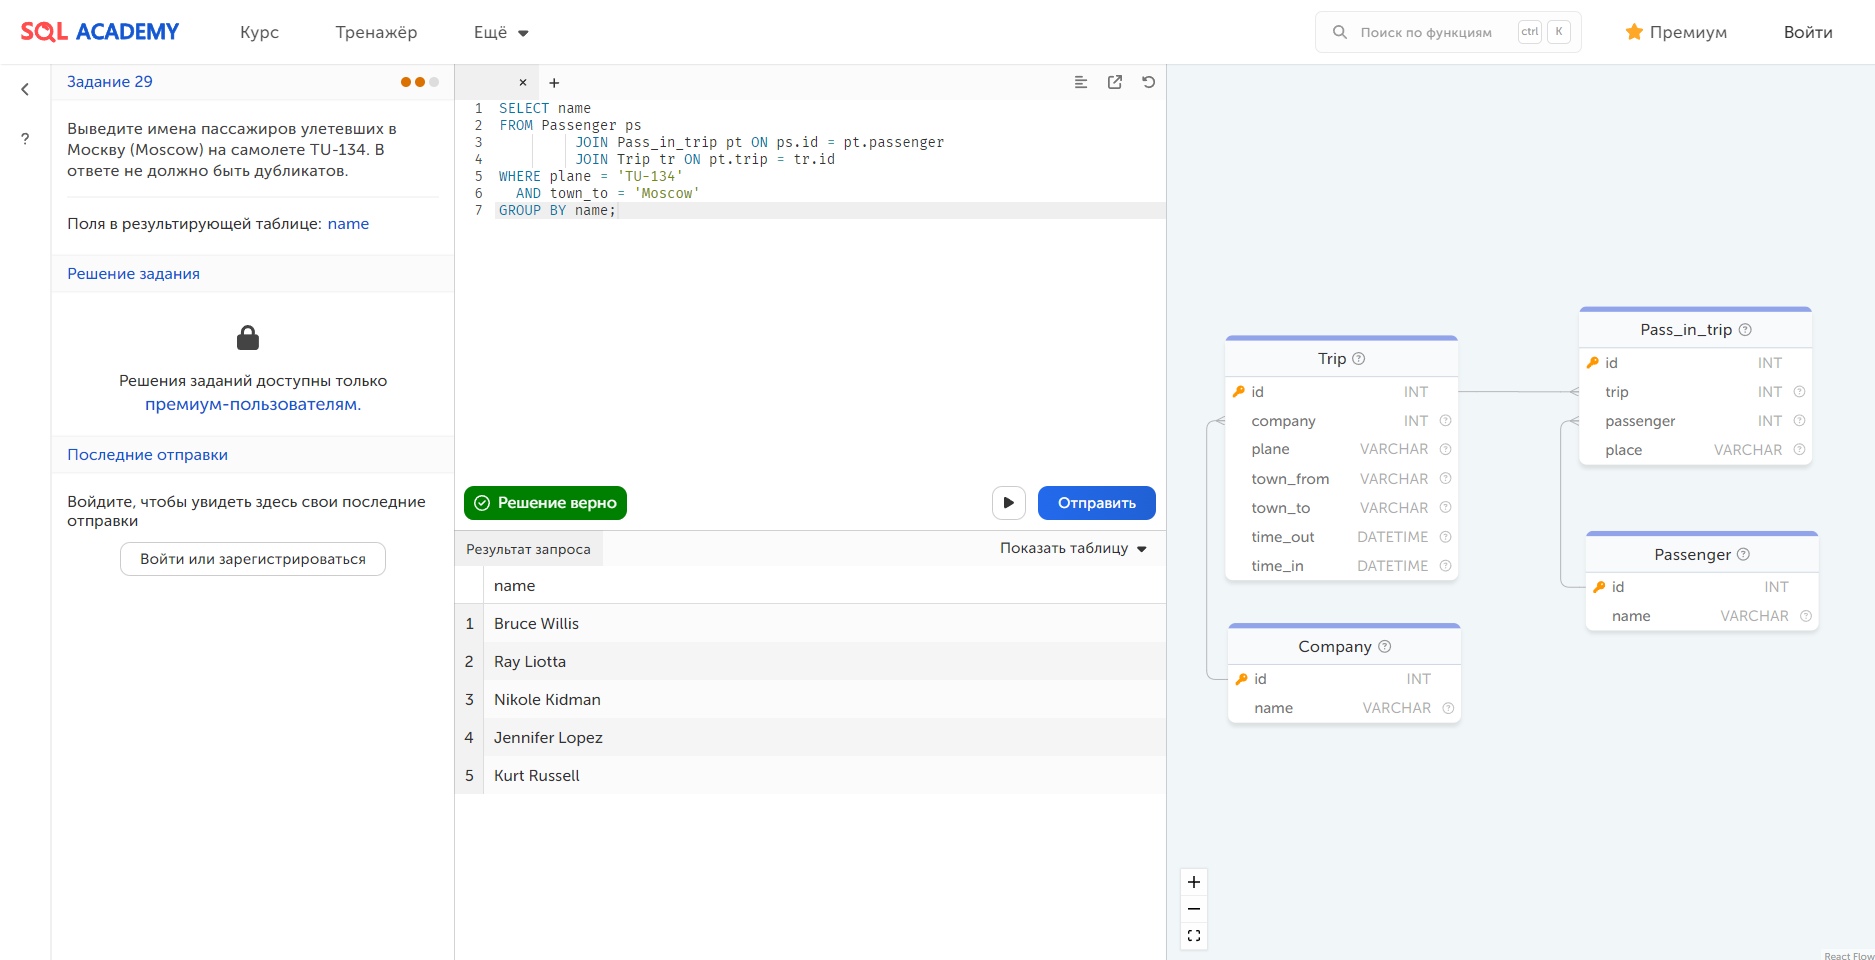 SQL ACADEMY
Курс
Тренажёр
Ещё
Поиск по функциям
ctrl
K
Премиум
Войти
Задание 29
Выведите имена пассажиров улетевших в
Москву (Moscow) на самолете TU-134. В
ответе не должно быть дубликатов.
Поля в результирующей таблице: name
Решение задания
Решения заданий доступны только
премиум-пользователям.
Последние отправки
Войдите, чтобы увидеть здесь свои последние
отправки
Войти или зарегистрироваться
1 SELECT name
2 FROM Passenger ps
3 JOIN Pass_in_trip pt ON ps.id = pt.passenger
4 JOIN Trip tr ON pt.trip = tr.id
5 WHERE plane = 'TU-134'
6 AND town_to = 'Moscow'
7 GROUP BY name;
Решение верно
Отправить
Результат запроса
Показать таблицу
name
1 Bruce Willis
2 Ray Liotta
3 Nikole Kidman
4 Jennifer Lopez
5 Kurt Russell
Trip
id INT
company INT
plane VARCHAR
town_from VARCHAR
town_to VARCHAR
time_out DATETIME
time_in DATETIME
Company
id INT
name VARCHAR
Pass_in_trip
id INT
trip INT
passenger INT
place VARCHAR
Passenger
id INT
name VARCHAR
React Flow